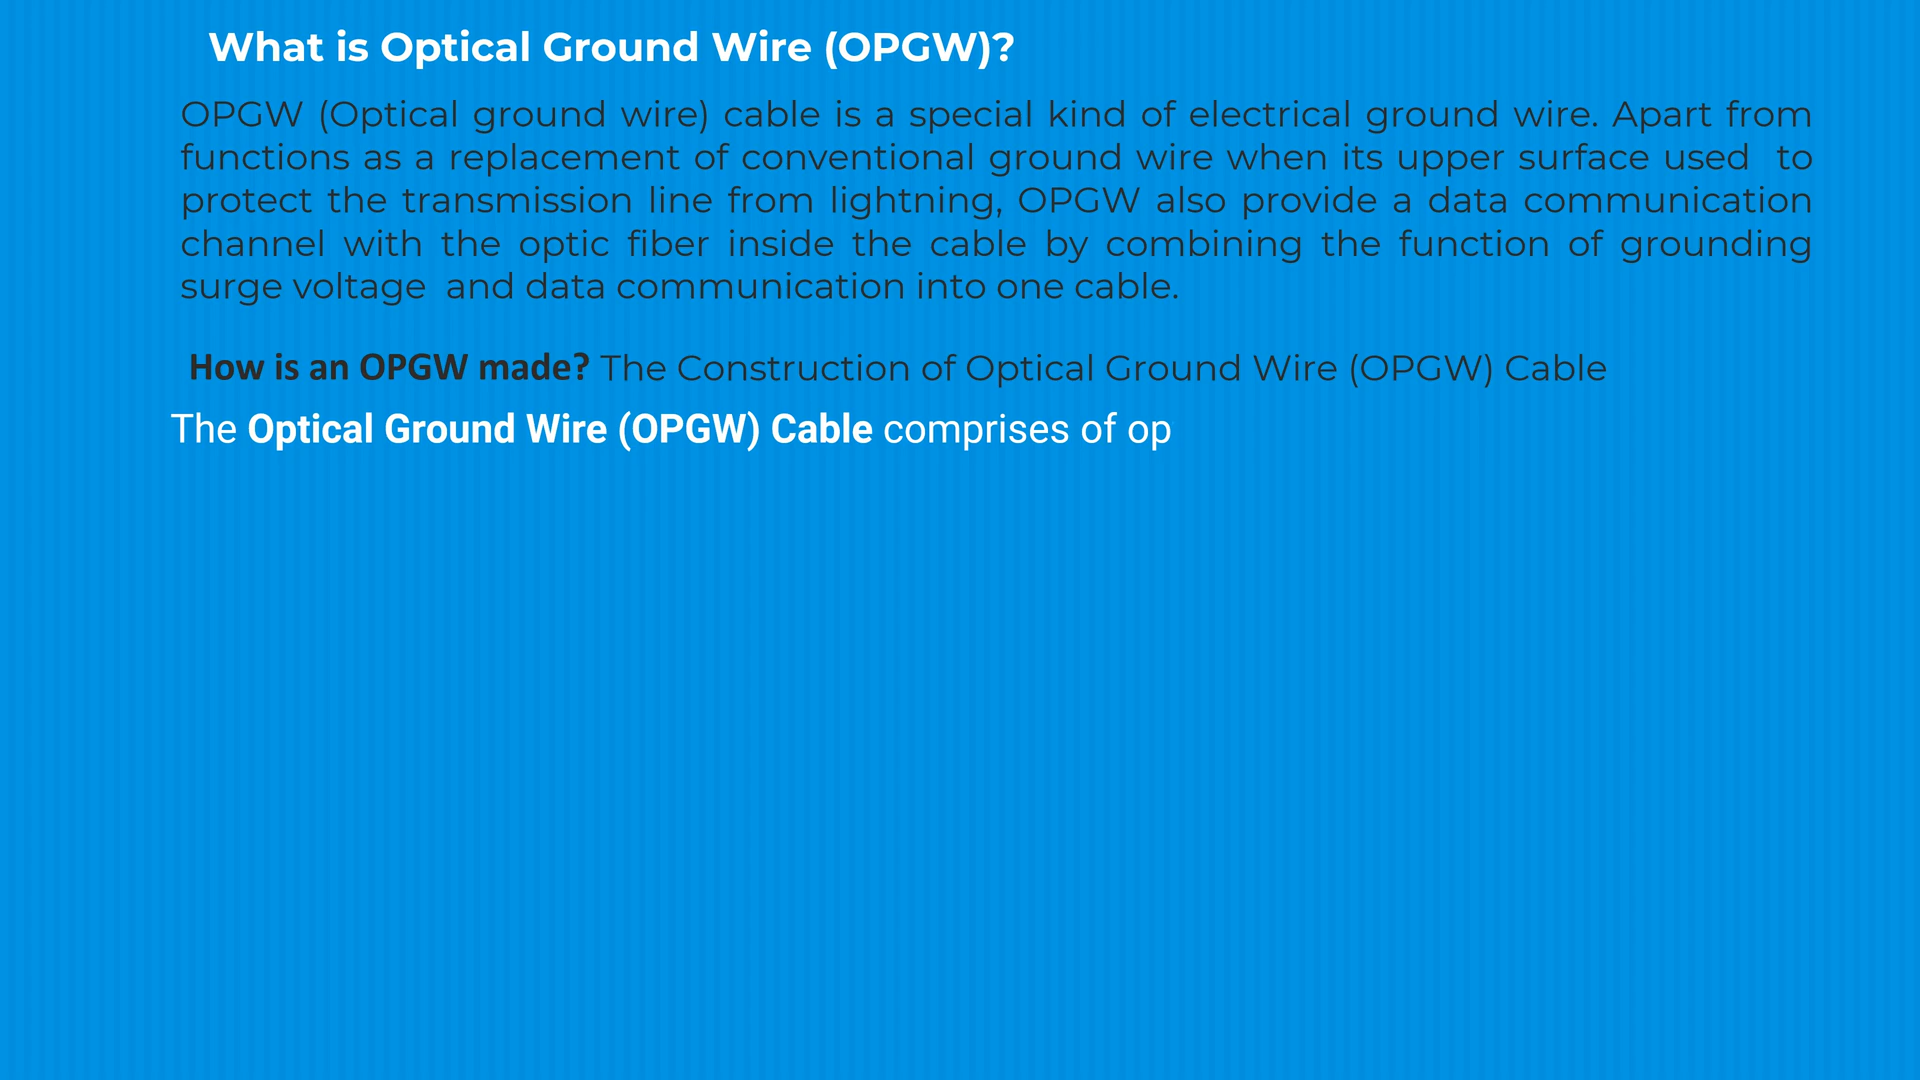 What is Optical Ground Wire (OPGW)?
OPGW (Optical ground wire) cable is a special kind of electrical ground wire. Apart from
functions as a replacement of conventional ground wire when its upper surface used  to
protect the transmission line from lightning, OPGW also provide a data communication
channel with the optic fiber inside the cable by combining the function of grounding
surge voltage  and data communication into one cable.
How is an OPGW made? The Construction of Optical Ground Wire (OPGW) Cable
The Optical Ground Wire (OPGW) Cable comprises of op